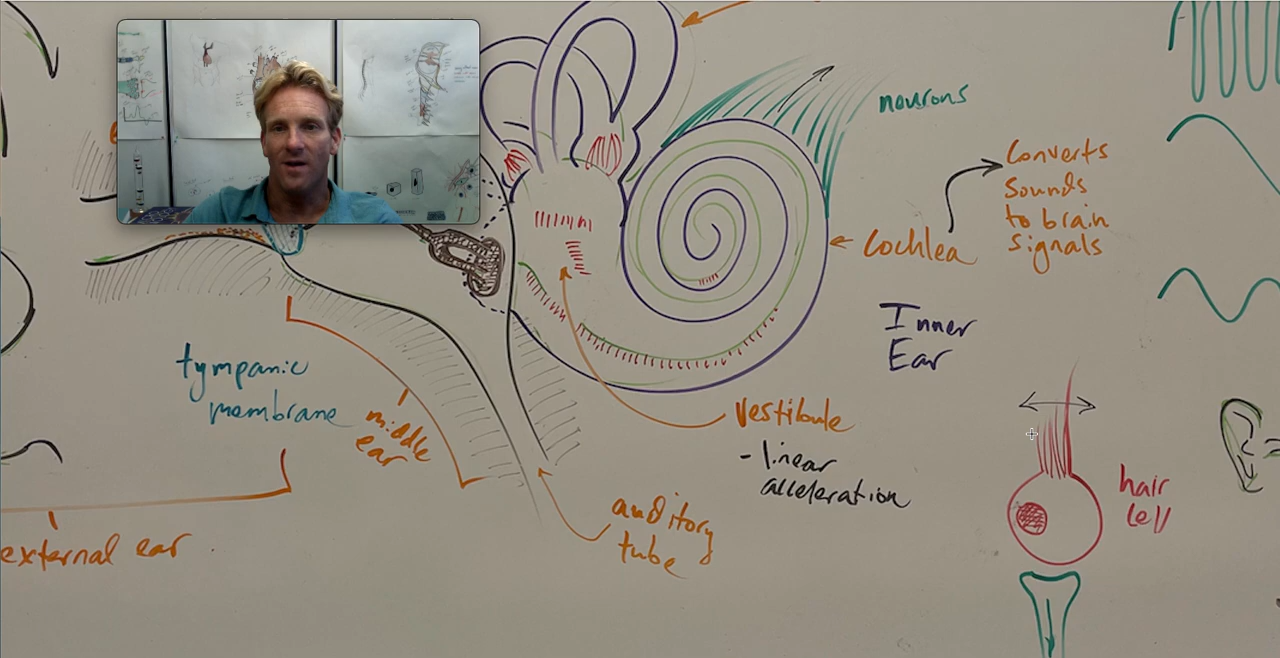 neurons
Converts
Sounds
to brain
signals
Cochlea
Inner
Ear
tympanic
membrane
middle
ear
vestibule
- linear
acceleration
hair
cell
auditory
tube
external ear